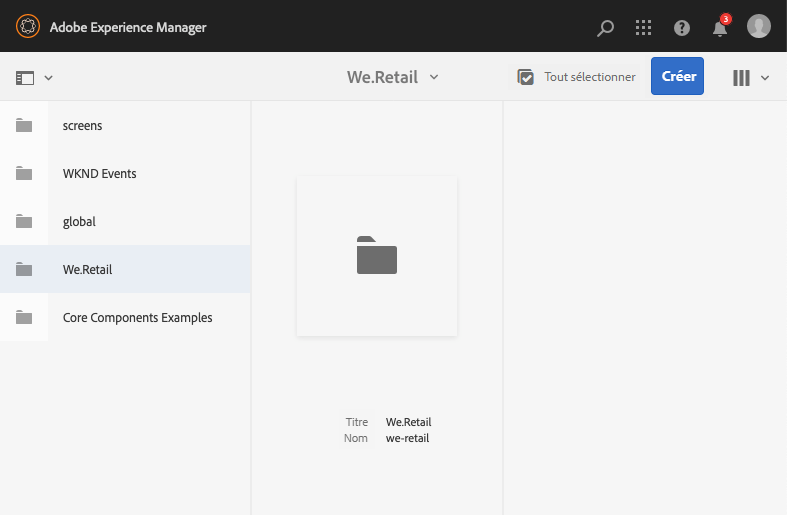 Adobe Experience Manager
3
We.Retail
Tout sélectionner
Créer
screens
WKND Events
global
We.Retail
Core Components Examples
Titre We.Retail
Nom we-retail